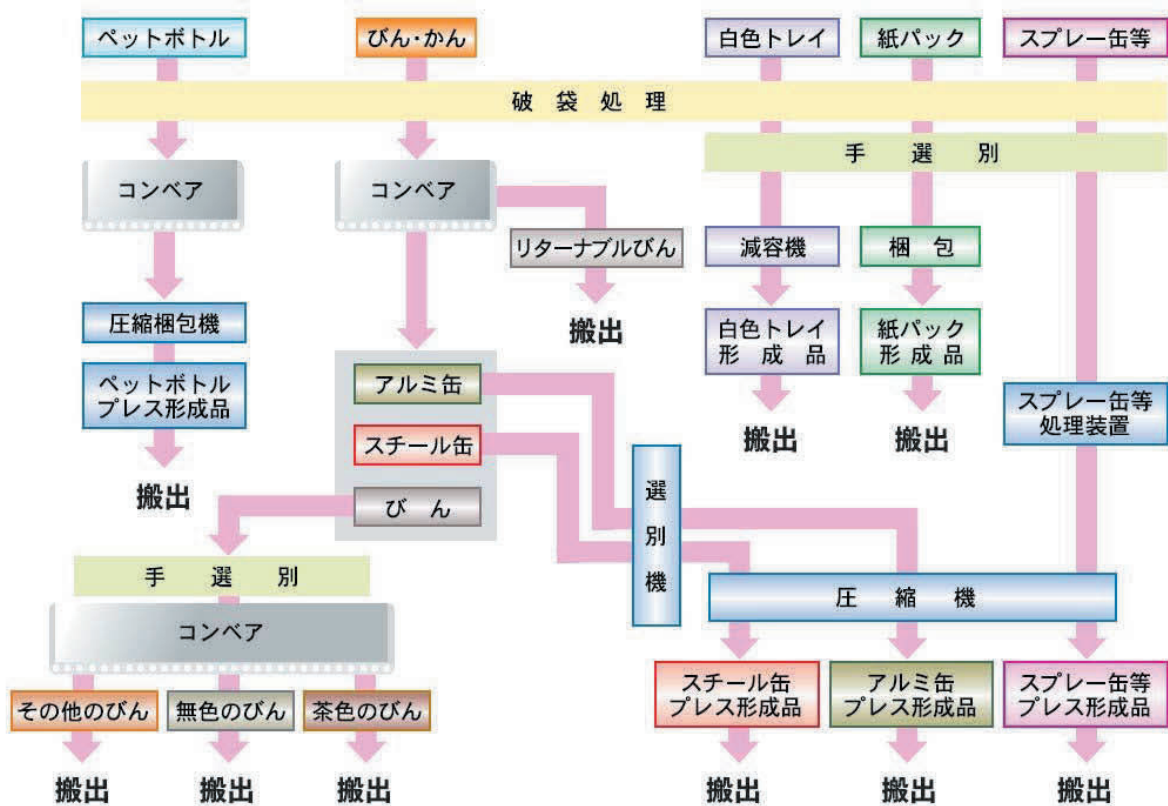 ペットボトル
びん・かん
白色トレイ
紙パック
スプレー缶等
破袋処理
手選別
コンベア
コンベア
リターナブルびん
減容機
梱包
搬出
圧縮梱包機
白色トレイ
形成品
紙パック
形成品
ペットボトル
プレス形成品
アルミ缶
スプレー缶等
処理装置
スチール缶
搬出
搬出
搬出
びん
選別機
手選別
コンベア
圧縮機
その他のびん
無色のびん
茶色のびん
スチール缶
プレス形成品
アルミ缶
プレス形成品
スプレー缶等
プレス形成品
搬出
搬出
搬出
搬出
搬出
搬出